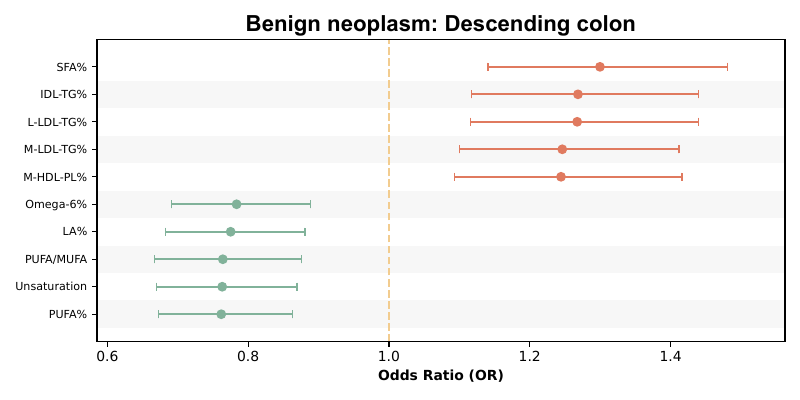 Benign neoplasm: Descending colon
SFA%
IDL-TG%
L-LDL-TG%
M-LDL-TG%
M-HDL-PL%
Omega-6%
LA%
PUFA/MUFA
Unsaturation
PUFA%
0.6 0.8 1.0 1.2 1.4
Odds Ratio (OR)